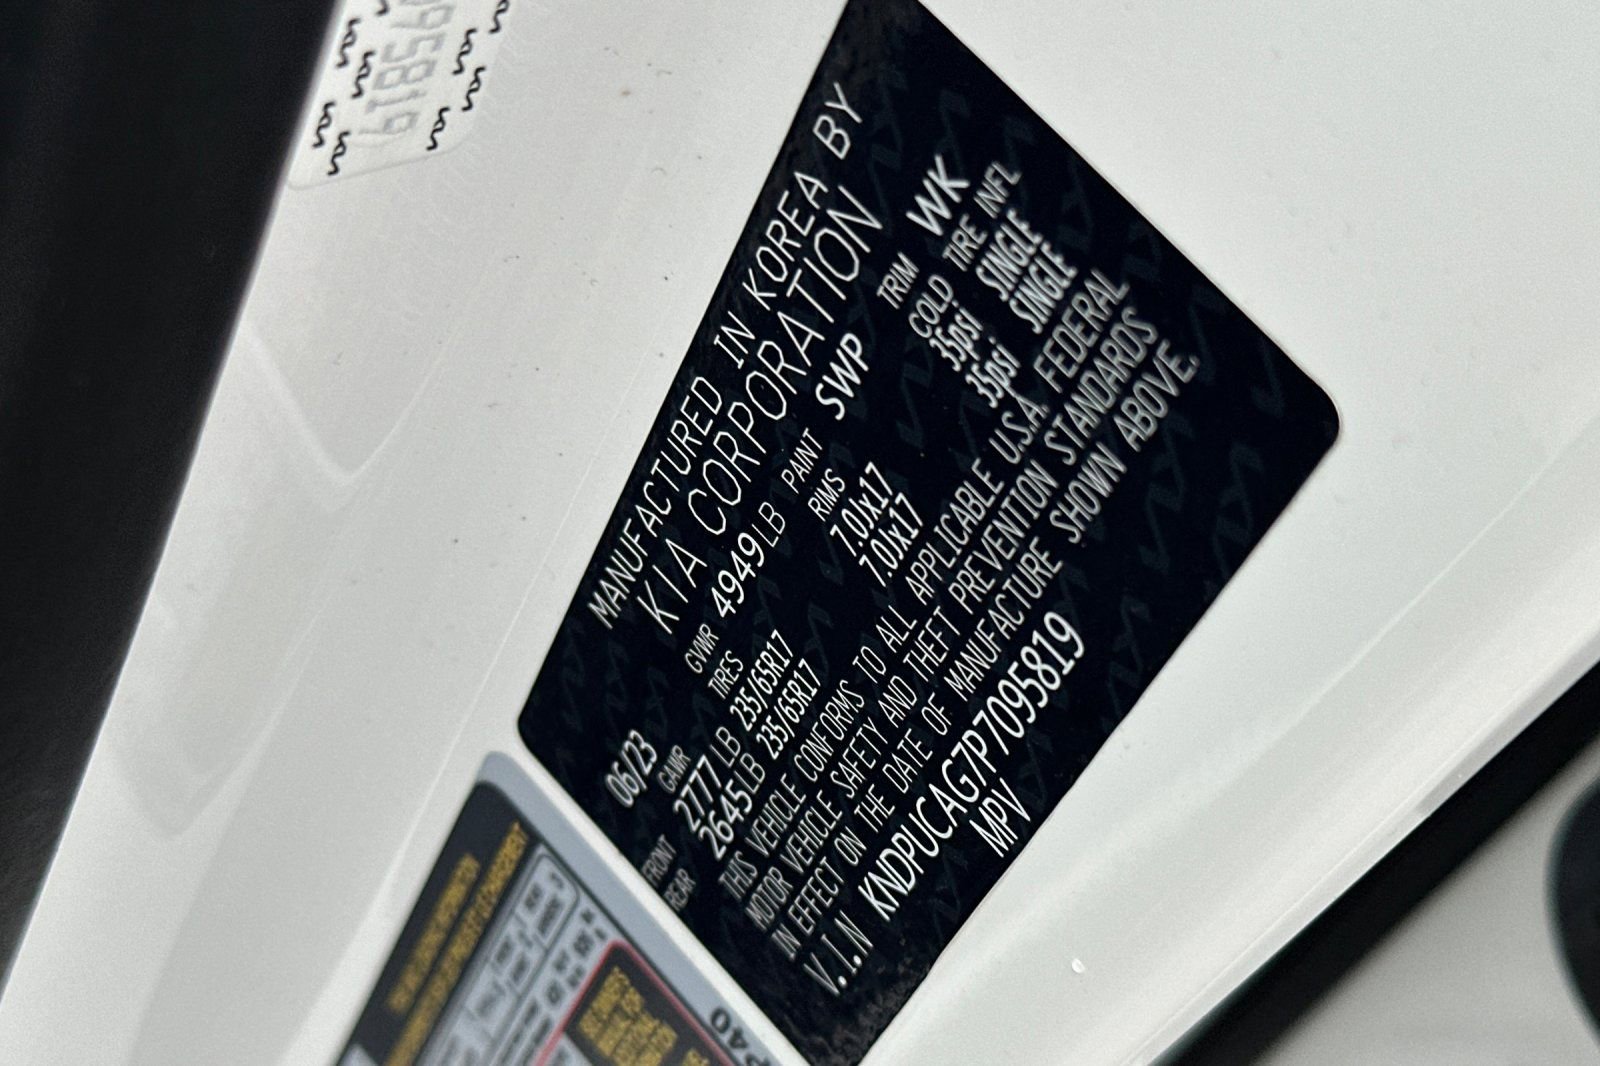 7095819
MANUFACTURED IN KOREA BY
KIA CORPORATION
06/23 GVWR 4949LB PAINT SWP TRIM WK
GAWR TIRES RIMS COLD TIRE INFL
FRONT 2777LB 235/65R17 7.0Jx17 35psi SINGLE
REAR 2645LB 235/65R17 7.0Jx17 35psi SINGLE
THIS VEHICLE CONFORMS TO ALL APPLICABLE U.S.A. FEDERAL
MOTOR VEHICLE SAFETY AND THEFT PREVENTION STANDARDS
IN EFFECT ON THE DATE OF MANUFACTURE SHOWN ABOVE.
V.I.N KNDPUCAG7P7095819
MPV
P40